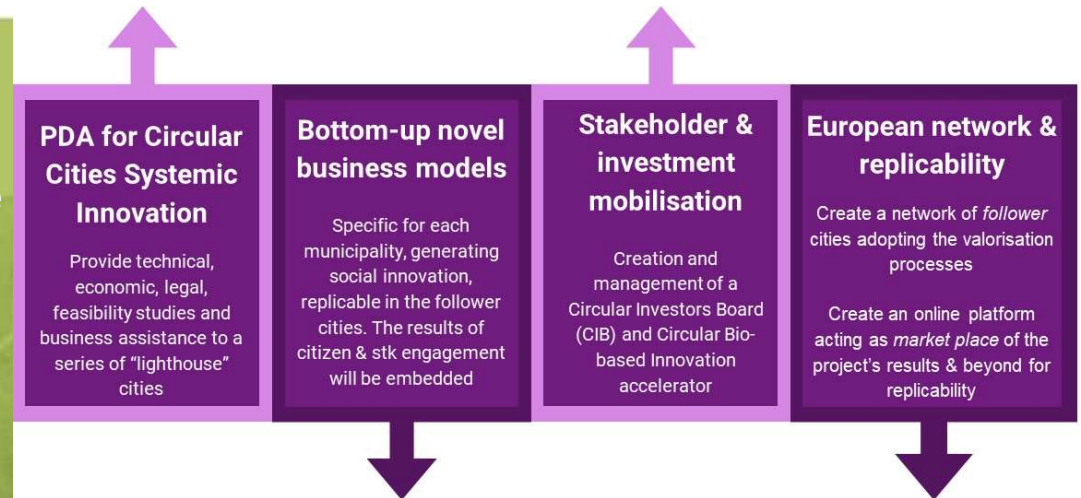 PDA for Circular
Cities Systemic
Innovation
Provide technical,
economic, legal,
feasibility studies and
business assistance to a
series of “lighthouse”
cities
Bottom-up novel
business models
Specific for each
municipality, generating
social innovation,
replicable in the follower
cities. The results of
citizen & stk engagement
will be embedded
Stakeholder &
investment
mobilisation
Creation and
management of a
Circular Investors Board
(CIB) and Circular Bio-
based Innovation
accelerator
European network &
replicability
Create a network of follower
cities adopting the valorisation
processes
Create an online platform
acting as market place of the
project’s results & beyond for
replicability